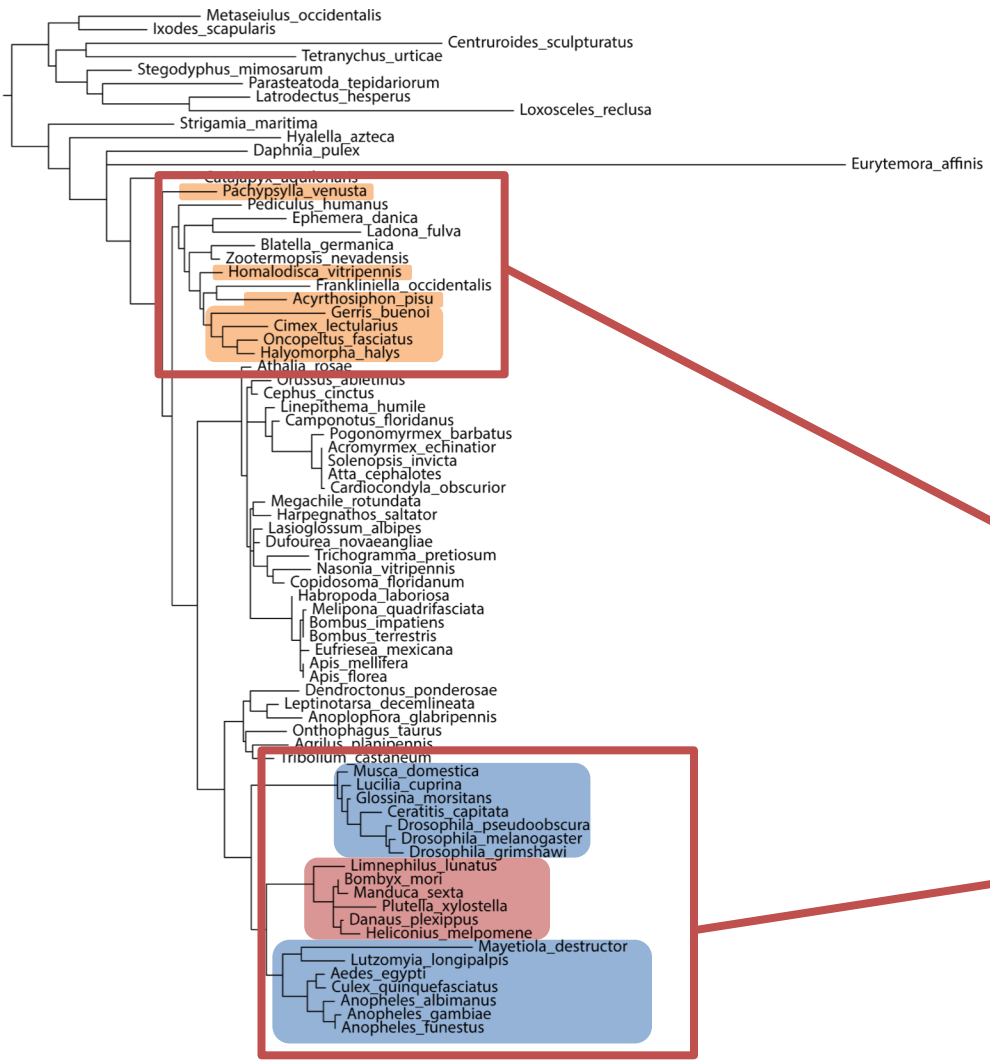 Metaseiulus_occidentalis
Ixodes_scapularis
Centruroides_sculpturatus
Tetranychus_urticae
Stegodyphus_mimosarum
Parasteatoda_tepidariorum
Latrodectus_hesperus
Loxosceles_reclusa
Strigamia_maritima
Hyalella_azteca
Daphnia_pulex
Eurytemora_affinis
Catajapyx_aquilonaris
Pachypsylla_venusta
Pediculus_humanus
Ephemera_danica
Ladona_fulva
Blatella_germanica
Zootermopsis_nevadensis
Homalodisca_vitripennis
Frankliniella_occidentalis
Acyrthosiphon_pisu
Gerris_buenoi
Cimex_lectularius
Oncopeltus_fasciatus
Halyomorpha_halys
Athalia_rosae
Orussus_abietinus
Cephus_cinctus
Linepithema_humile
Camponotus_floridanus
Pogonomyrmex_barbatus
Acromyrmex_echinatior
Solenopsis_invicta
Atta_cephalotes
Cardiocondyla_obscurior
Megachile_rotundata
Harpegnathos_saltator
Lasioglossum_albipes
Dufourea_novaeangliae
Trichogramma_pretiosum
Nasonia_vitripennis
Copidosoma_floridanum
Habropoda_laboriosa
Melipona_quadrifasciata
Bombus_impatiens
Bombus_terrestris
Eufriesea_mexicana
Apis_mellifera
Apis_florea
Dendroctonus_ponderosae
Leptinotarsa_decemlineata
Anoplophora_glabripennis
Onthophagus_taurus
Agrilus_planipennis
Tribolium_castaneum
Musca_domestica
Lucilia_cuprina
Glossina_morsitans
Ceratitis_capitata
Drosophila_pseudoobscura
Drosophila_melanogaster
Drosophila_grimshawi
Limnephilus_lunatus
Bombyx_mori
Manduca_sexta
Plutella_xylostella
Danaus_plexippus
Heliconius_melpomene
Mayetiola_destructor
Lutzomyia_longipalpis
Aedes_egypti
Culex_quinquefasciatus
Anopheles_albimanus
Anopheles_gambiae
Anopheles_funestus